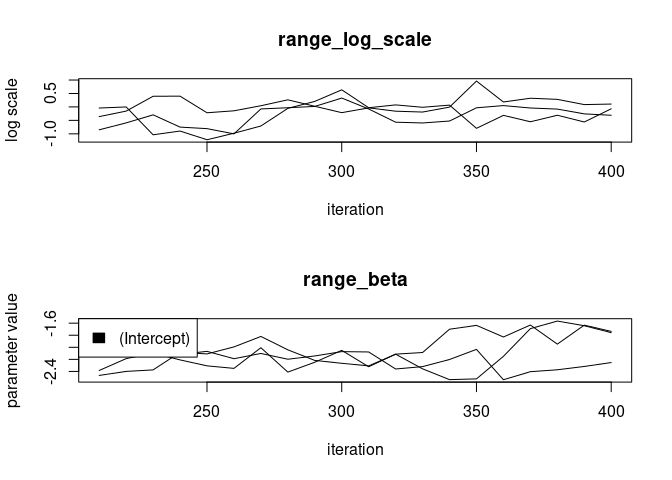 range_log_scale
log scale
0.5
-1.0
250 300 350 400
iteration
range_beta
parameter value
-1.6
-2.4
(Intercept)
250 300 350 400
iteration